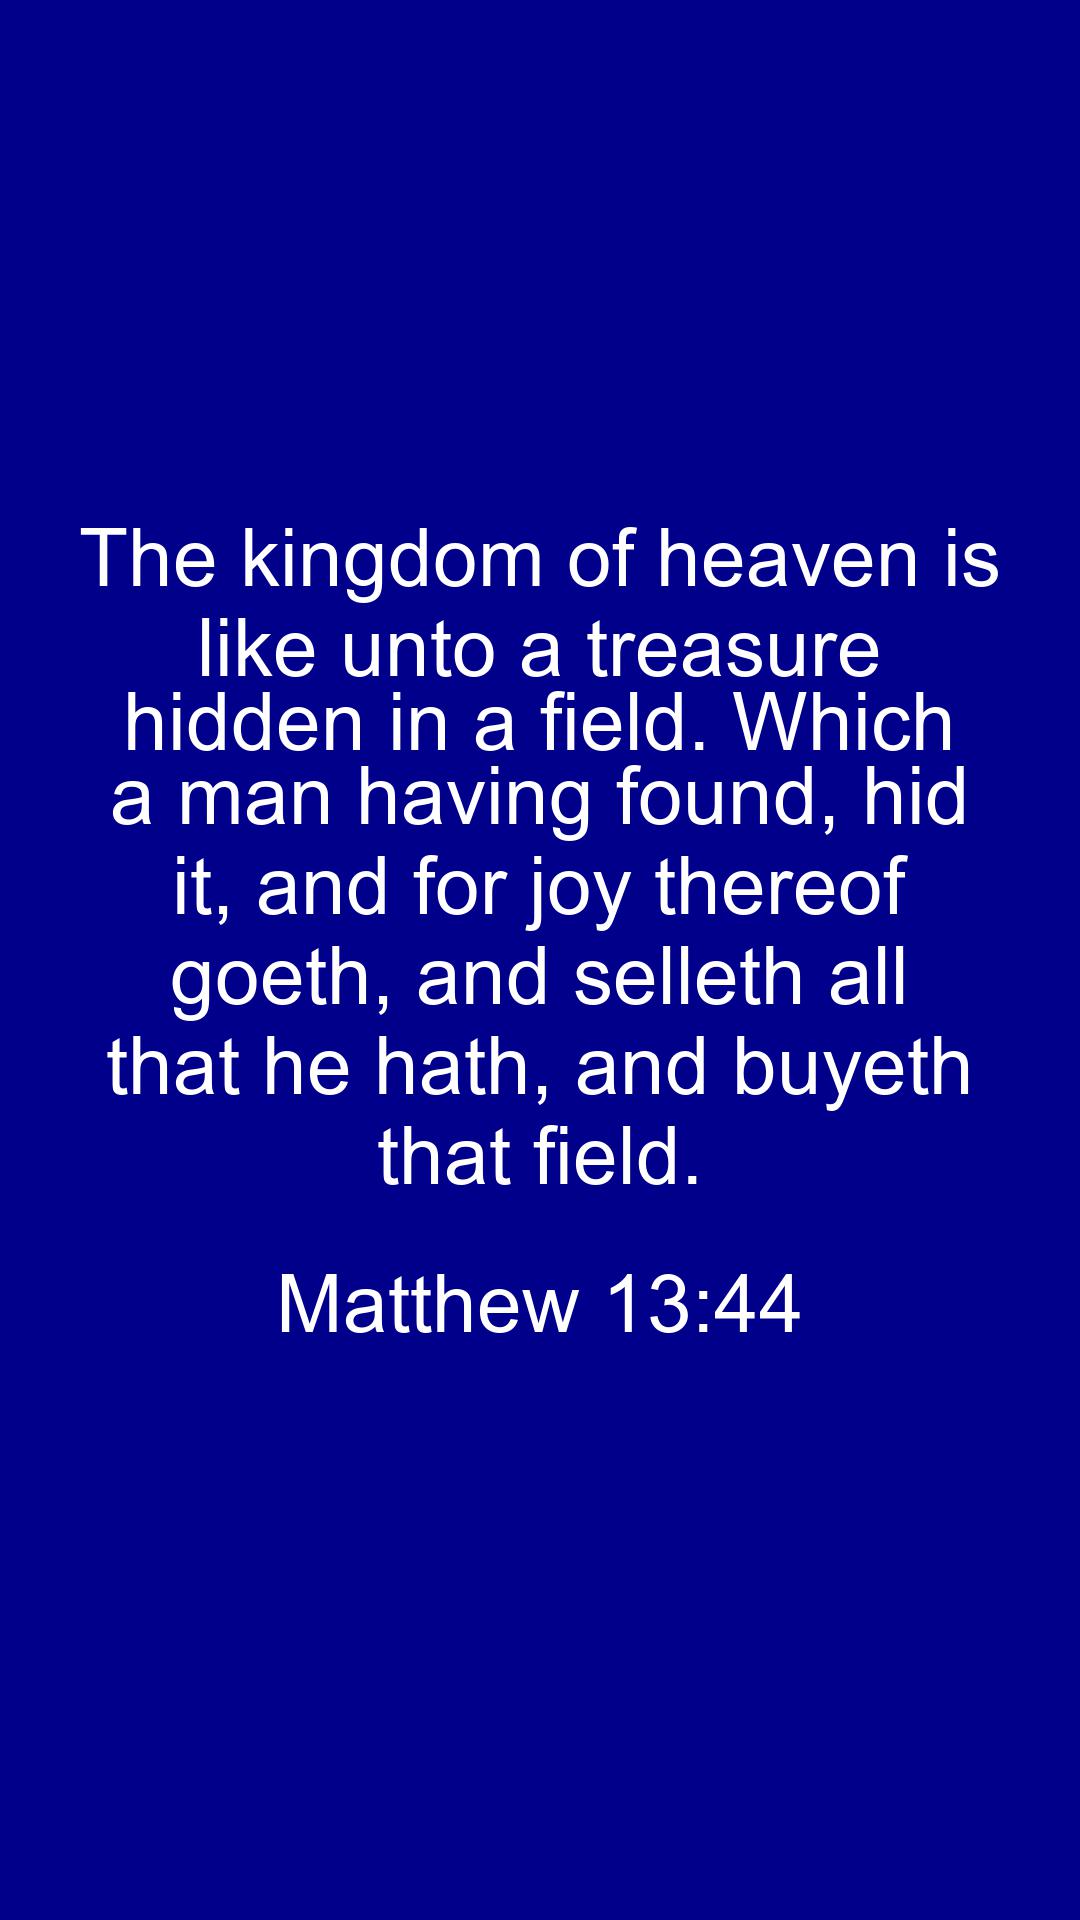 The kingdom of heaven is
like unto a treasure
hidden in a field. Which
a man having found, hid
it, and for joy thereof
goeth, and selleth all
that he hath, and buyeth
that field.
Matthew 13:44